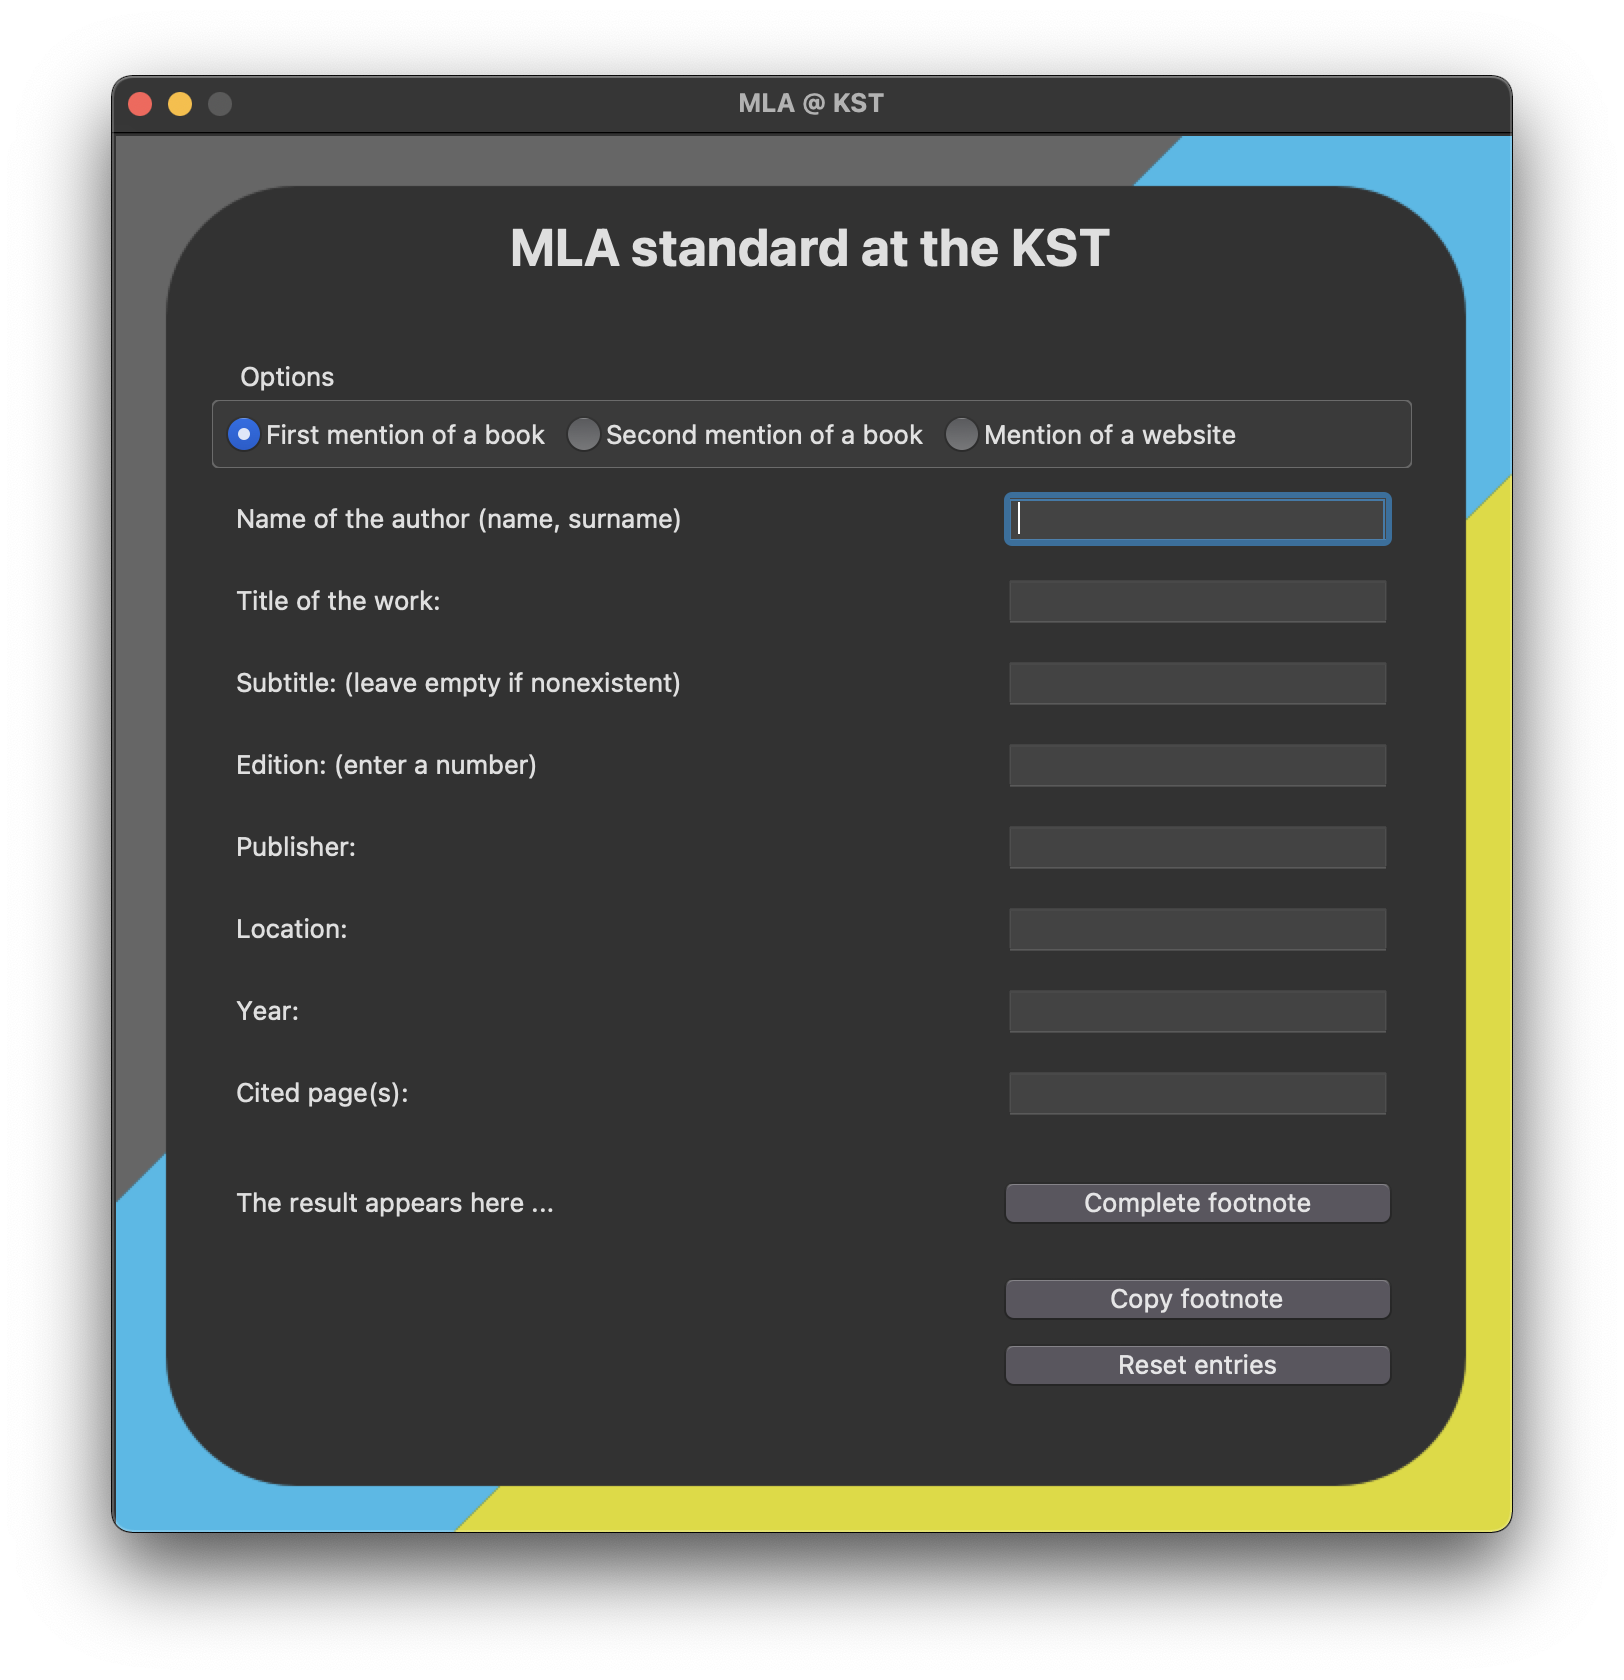 MLA @ KST
MLA standard at the KST
Options
First mention of a book Second mention of a book Mention of a website
Name of the author (name, surname)
Title of the work:
Subtitle: (leave empty if nonexistent)
Edition: (enter a number)
Publisher:
Location:
Year:
Cited page(s):
The result appears here ... Complete footnote
Copy footnote
Reset entries